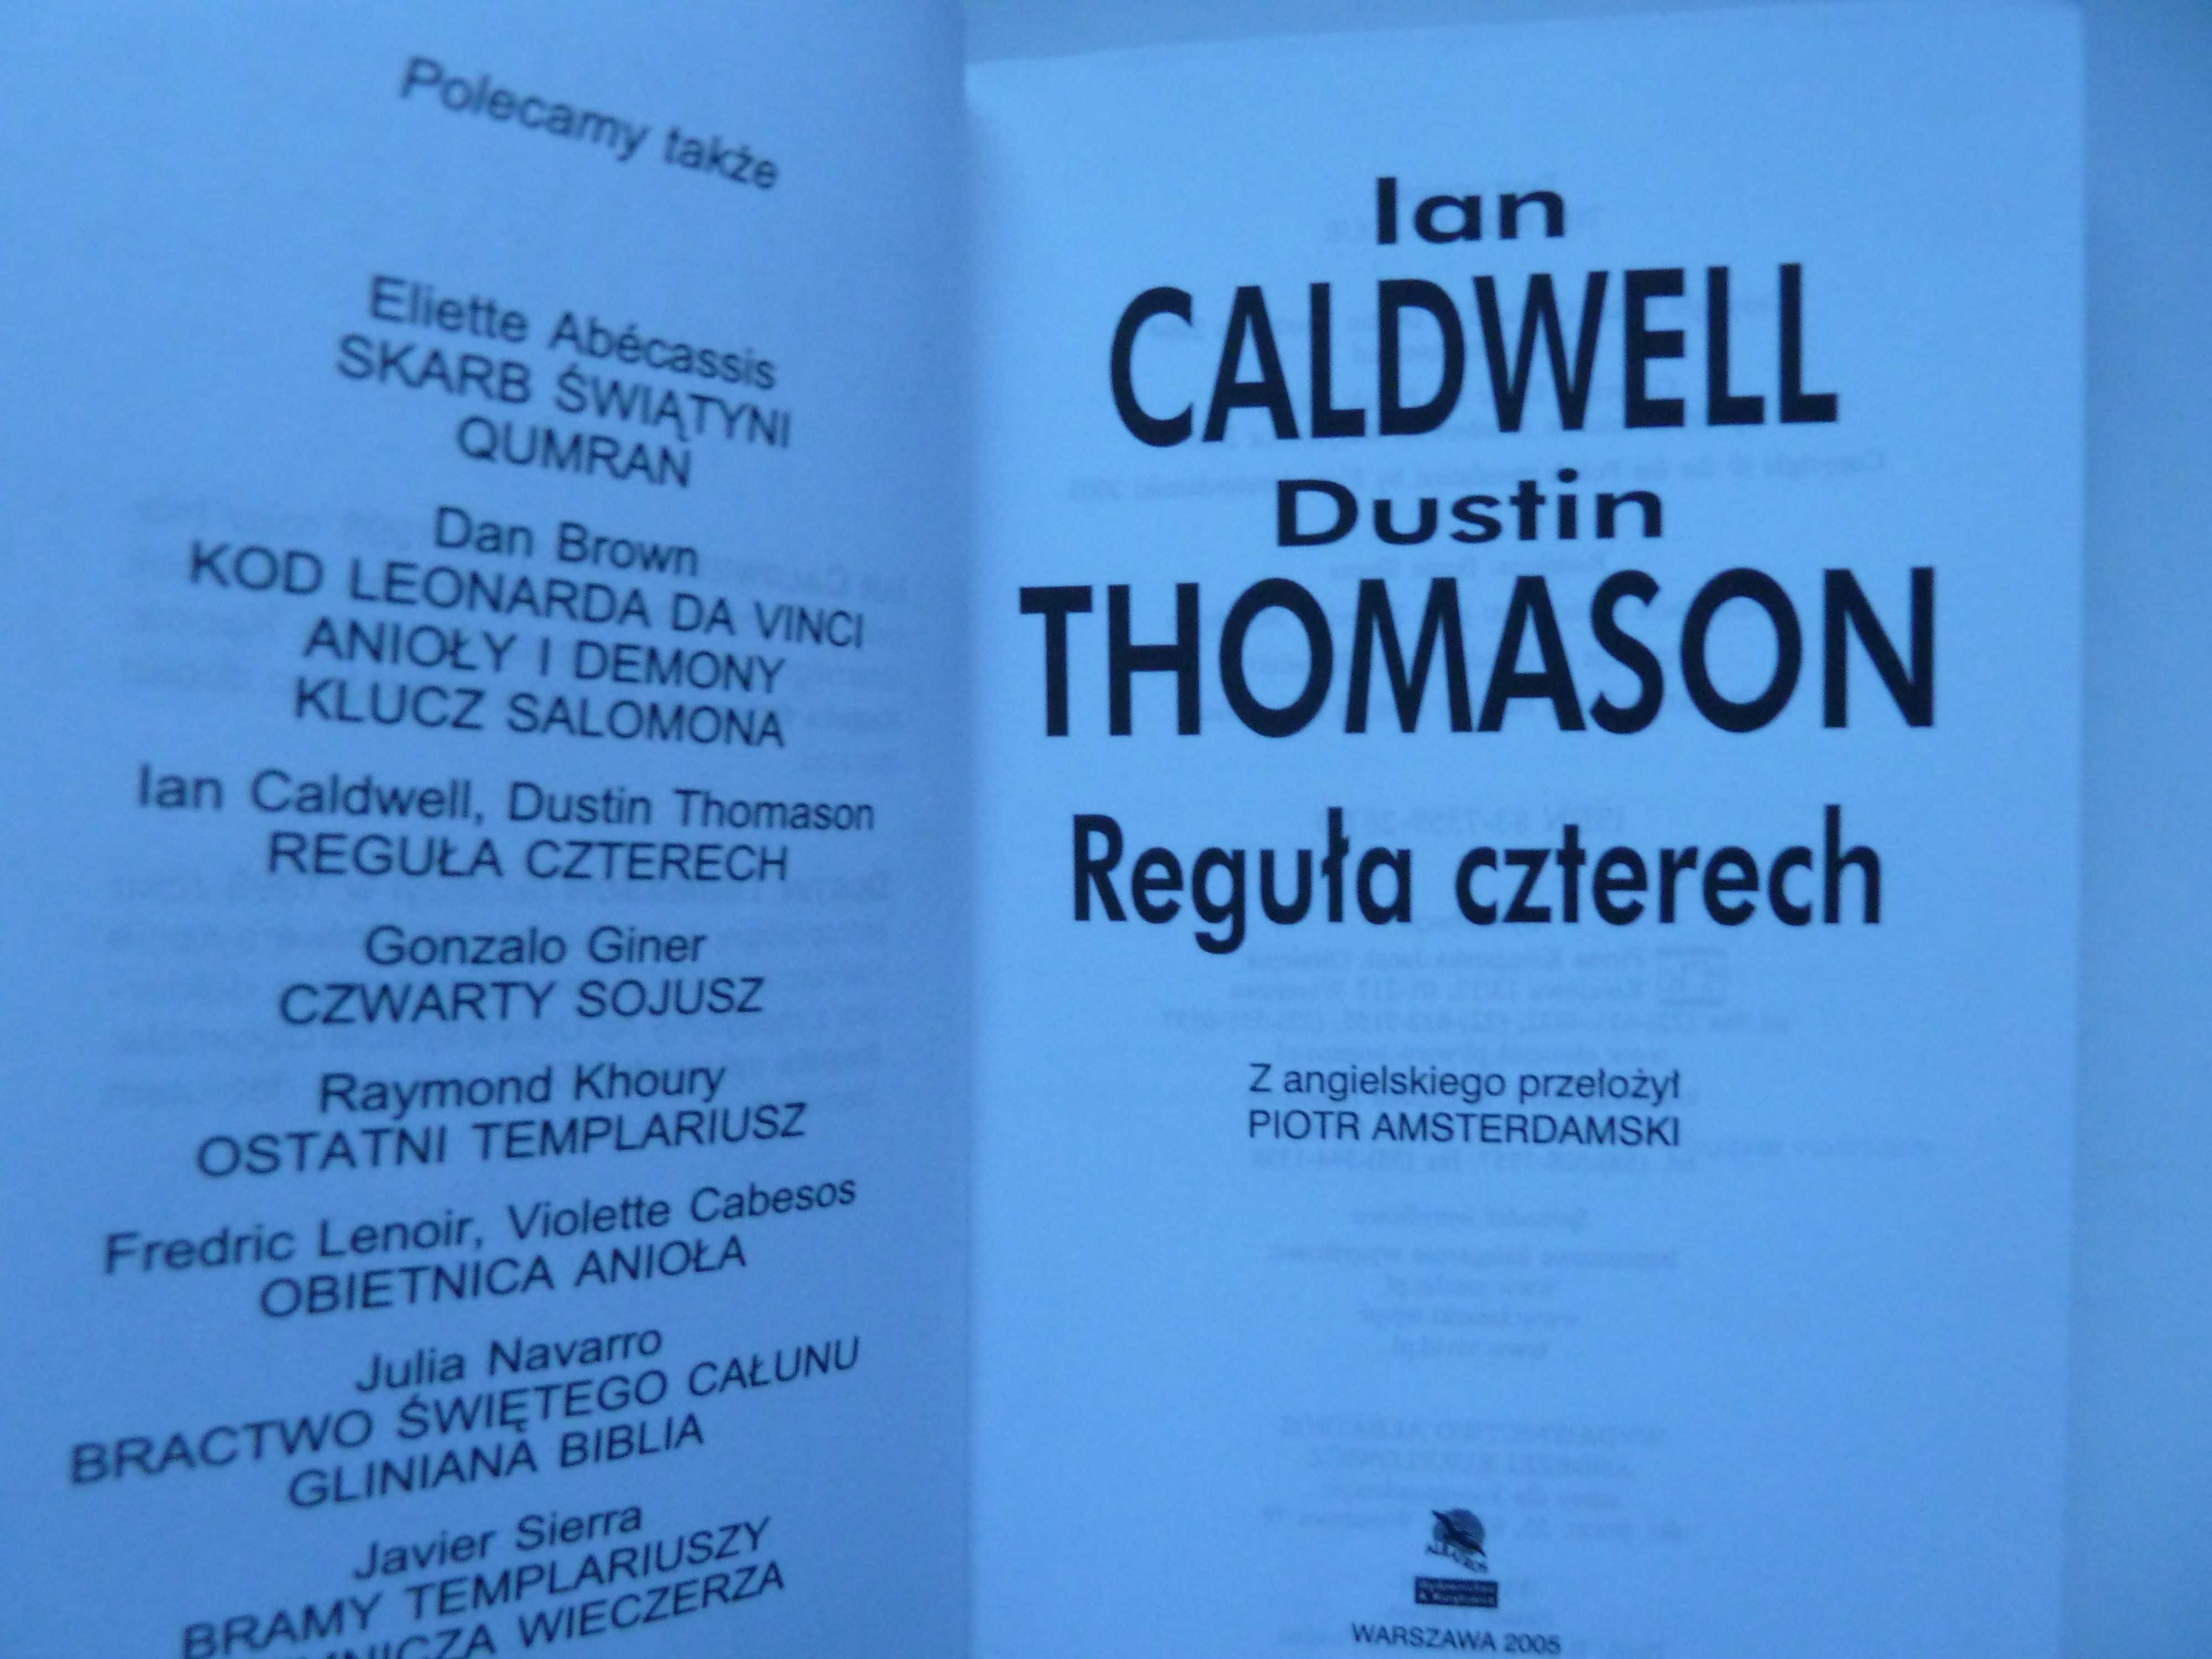 Polecamy także
Eliette Abécassis
SKARB ŚWIĄTYNI
QUMRAN
Dan Brown
KOD LEONARDA DA VINCI
ANIOŁY I DEMONY
KLUCZ SALOMONA
Ian Caldwell, Dustin Thomason
REGUŁA CZTERECH
Gonzalo Giner
CZWARTY SOJUSZ
Raymond Khoury
OSTATNI TEMPLARIUSZ
Fredric Lenoir, Violette Cabesos
OBIETNICA ANIOŁA
Julia Navarro
BRACTWO ŚWIĘTEGO CAŁUNU
GLINIANA BIBLIA
Javier Sierra
BRAMY TEMPLARIUSZY
WIECZERZA
Ian
CALDWELL
Dustin
THOMASON
Reguła czterech
Z angielskiego przełożył
PIOTR AMSTERDAMSKI
ALBATROS
WARSZAWA 2005